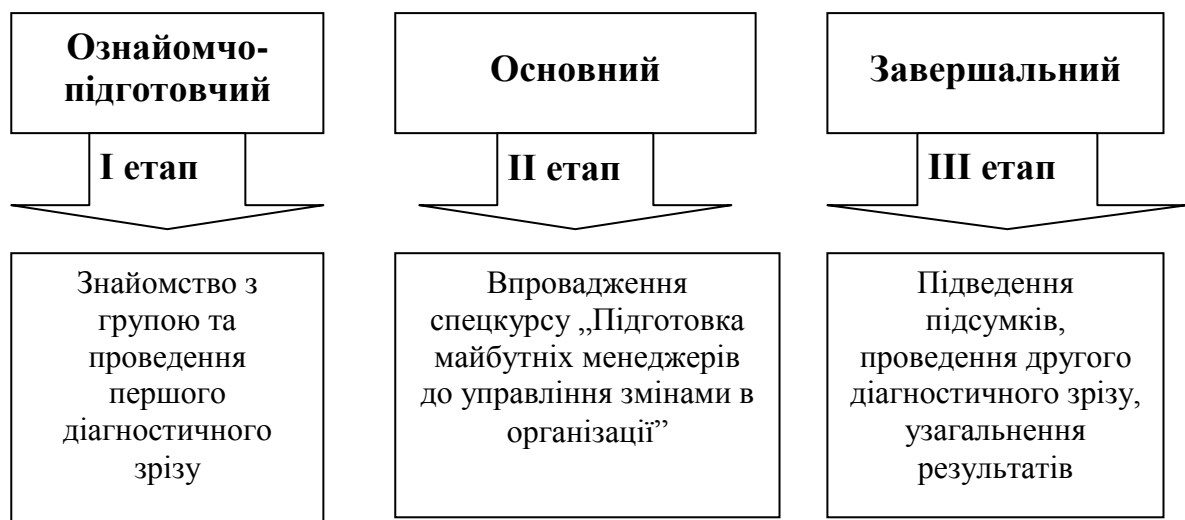 Ознайомчо-
підготовчий
І етап
Знайомство з
групою та
проведення
першого
діагностичного
зрізу
Основний
ІІ етап
Впровадження
спецкурсу „Підготовка
майбутніх менеджерів
до управління змінами в
організації”
Завершальний
ІІІ етап
Підведення
підсумків,
проведення другого
діагностичного зрізу,
узагальнення
результатів